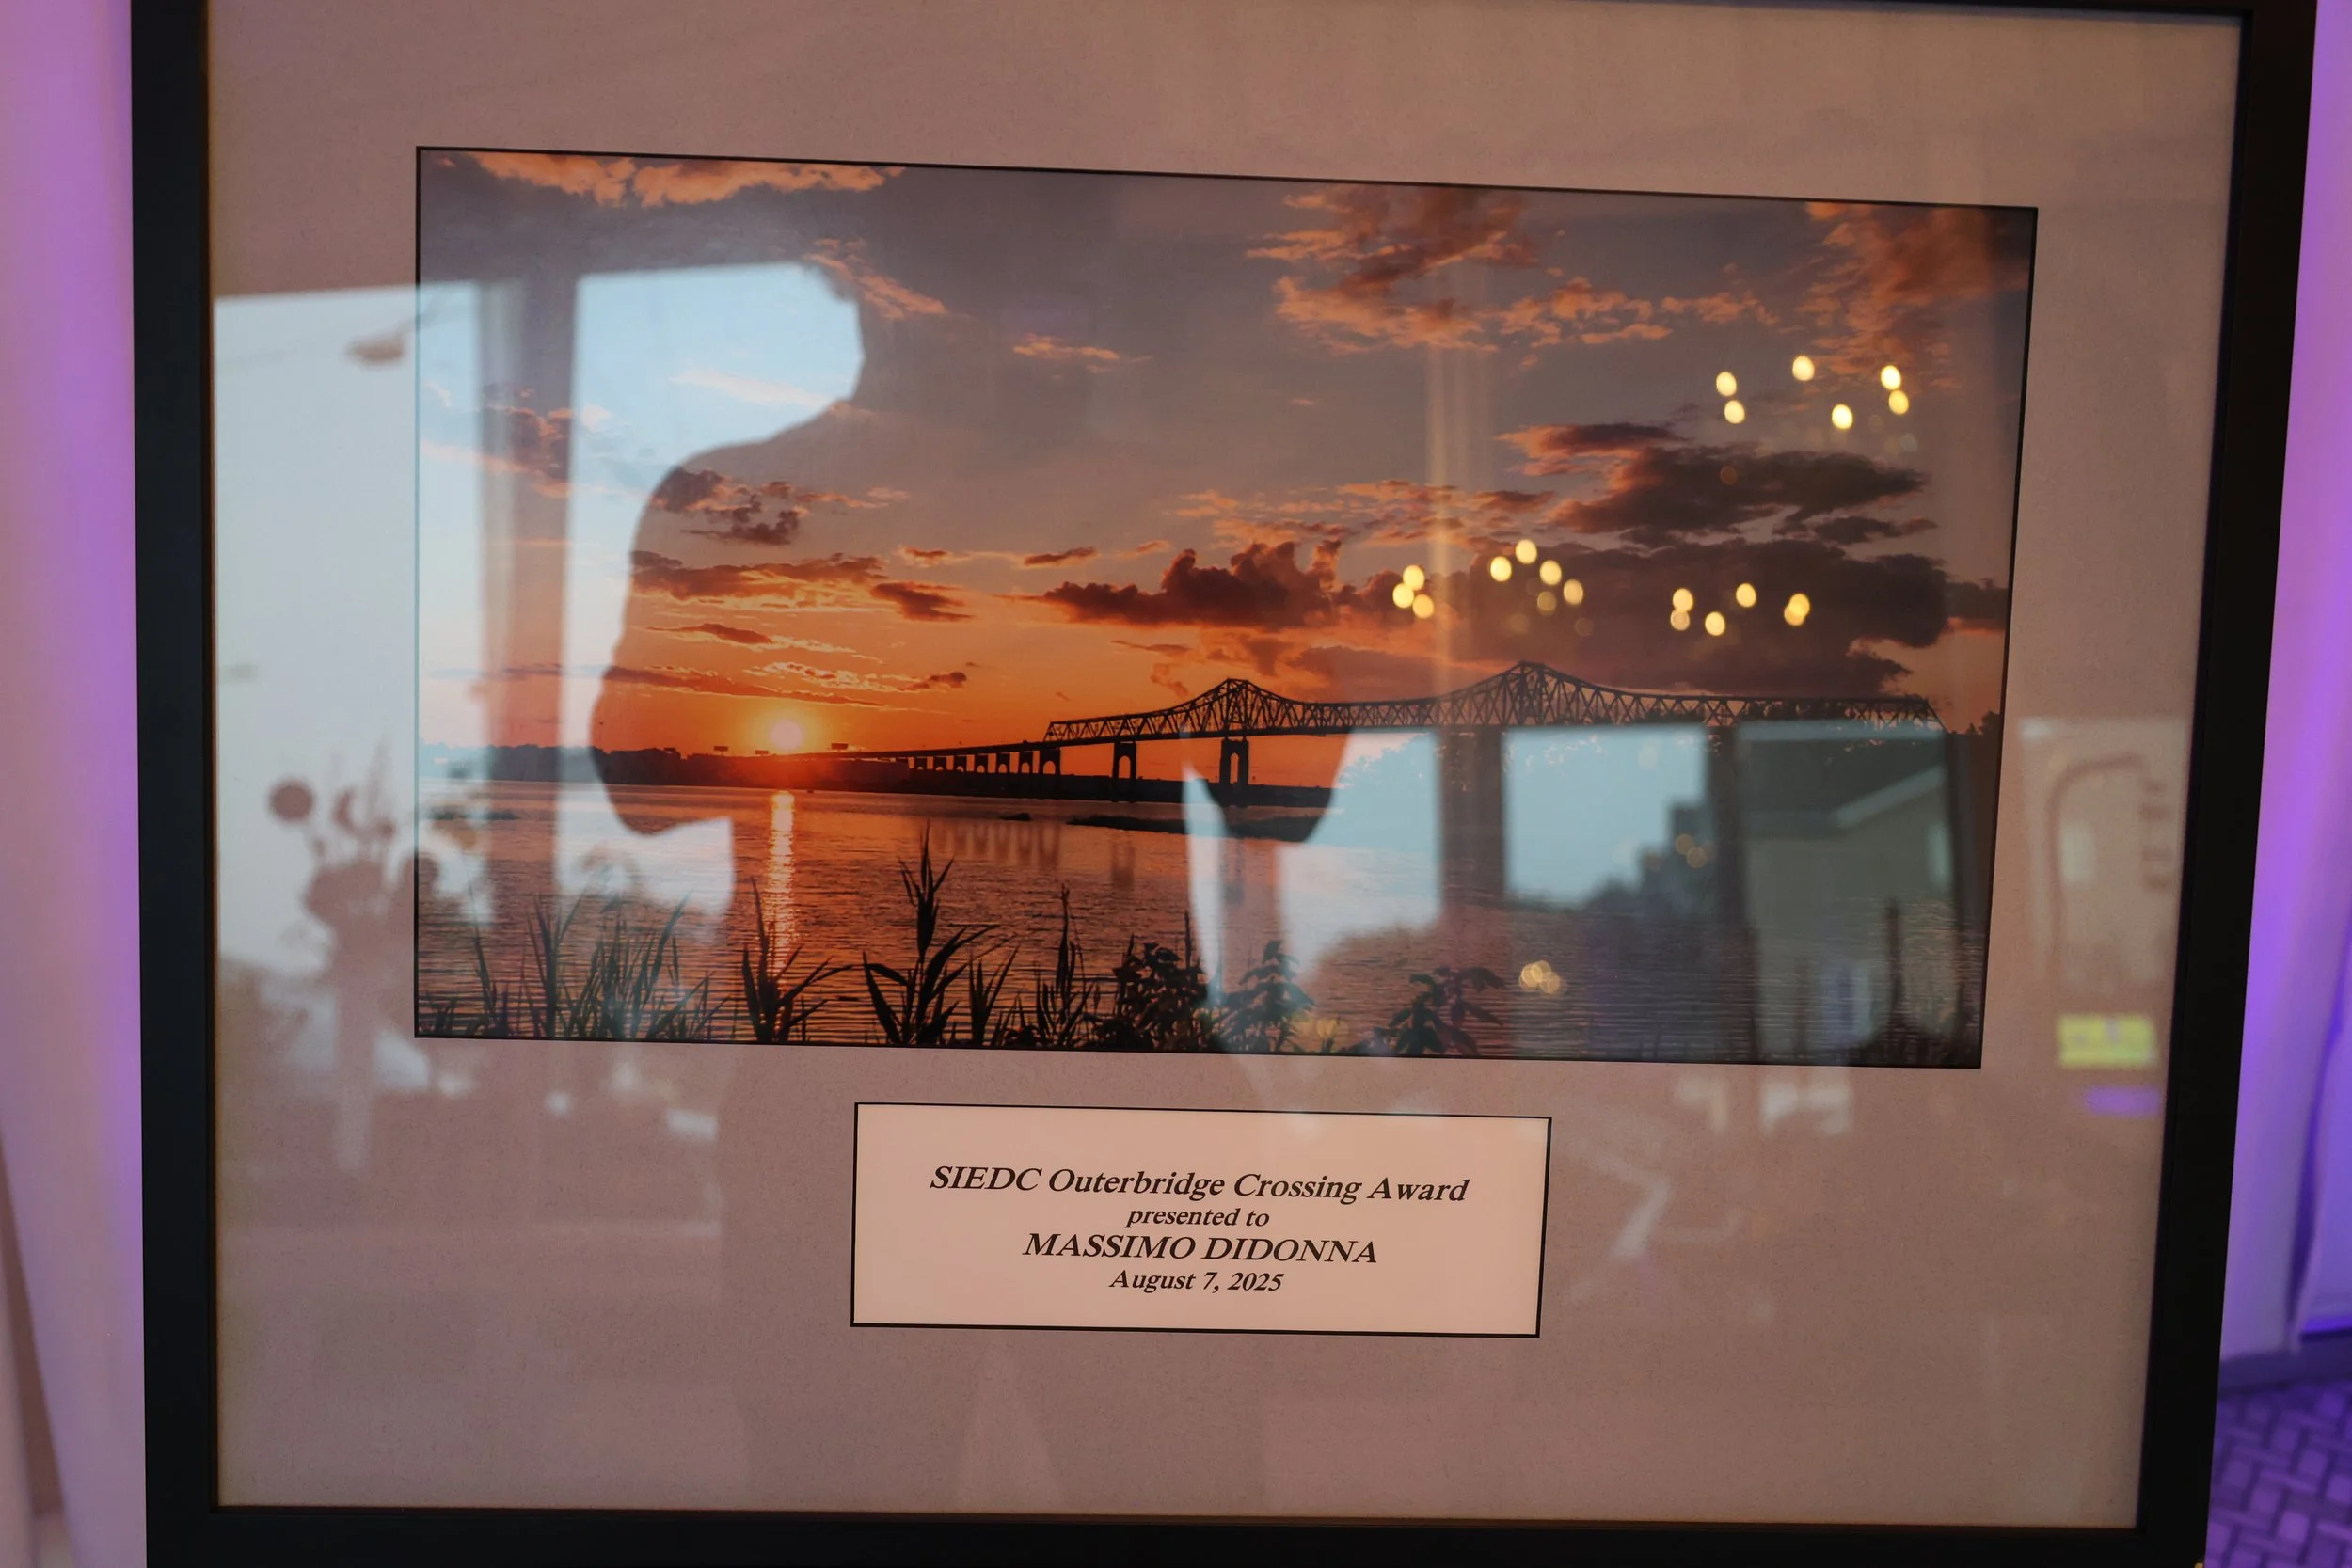 SIEDC Outerbridge Crossing Award
presented to
MASSIMO DIDONNA
August 7, 2025